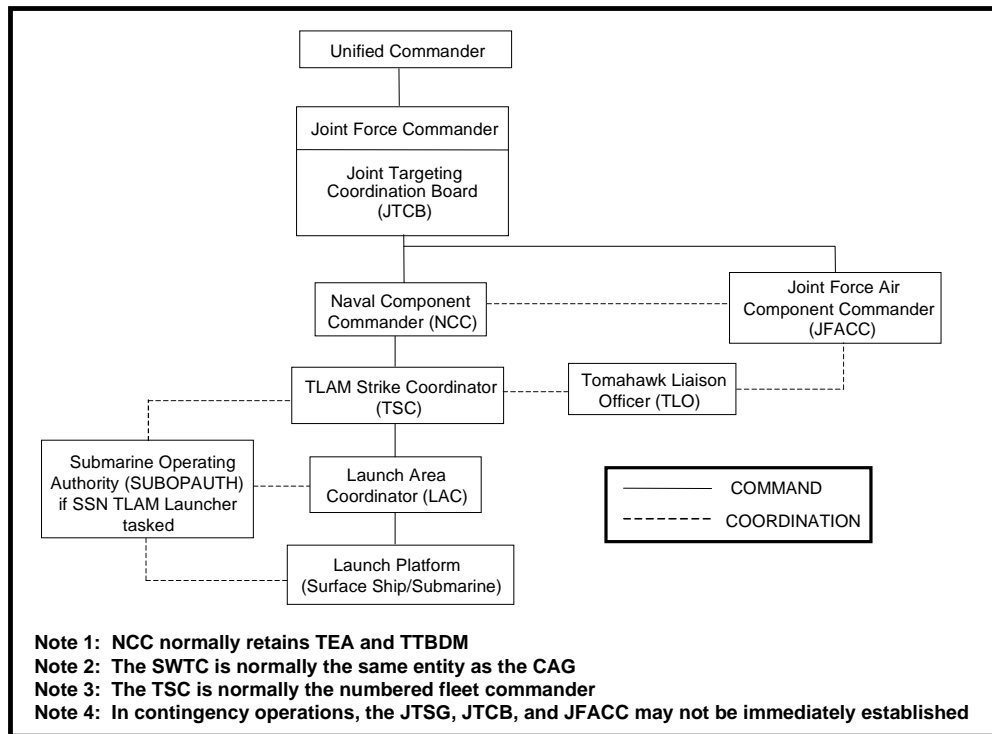 Unified Commander
Joint Force Commander
Joint Targeting
Coordination Board
(JTCB)
Naval Component
Commander (NCC)
Joint Force Air
Component Commander
(JFACC)
TLAM Strike Coordinator
(TSC)
Tomahawk Liaison
Officer (TLO)
Submarine Operating
Authority (SUBOPAUTH)
if SSN TLAM Launcher
tasked
Launch Area
Coordinator (LAC)
Launch Platform
(Surface Ship/Submarine)
COMMAND
COORDINATION
Note 1: NCC normally retains TEA and TTBDM
Note 2: The SWTC is normally the same entity as the CAG
Note 3: The TSC is normally the numbered fleet commander
Note 4: In contingency operations, the JTSG, JTCB, and JFACC may not be immediately established